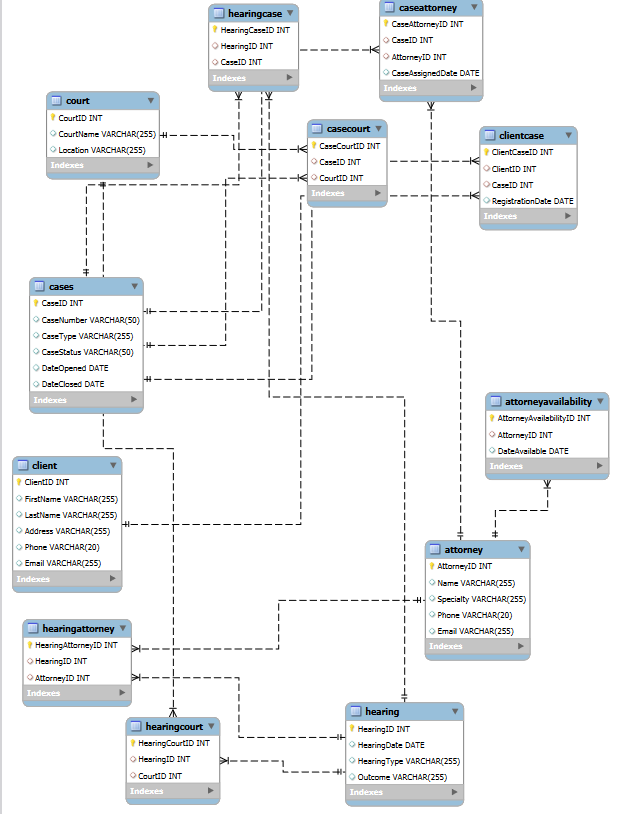 hearingcase
HearingCaseID INT
HearingID INT
CaseID INT
Indexes
caseattorney
CaseAttorneyID INT
CaseID INT
AttorneyID INT
CaseAssignedDate DATE
Indexes
court
CourtID INT
CourtName VARCHAR(255)
Location VARCHAR(255)
Indexes
casecourt
CaseCourtID INT
CaseID INT
CourtID INT
Indexes
clientcase
ClientCaseID INT
ClientID INT
CaseID INT
RegistrationDate DATE
Indexes
cases
CaseID INT
CaseNumber VARCHAR(50)
CaseType VARCHAR(255)
CaseStatus VARCHAR(50)
DateOpened DATE
DateClosed DATE
Indexes
attorneyavailability
AttorneyAvailabilityID INT
AttorneyID INT
DateAvailable DATE
Indexes
client
ClientID INT
FirstName VARCHAR(255)
LastName VARCHAR(255)
Address VARCHAR(255)
Phone VARCHAR(20)
Email VARCHAR(255)
Indexes
attorney
AttorneyID INT
Name VARCHAR(255)
Specialty VARCHAR(255)
Phone VARCHAR(20)
Email VARCHAR(255)
Indexes
hearingattorney
HearingAttorneyID INT
HearingID INT
AttorneyID INT
Indexes
hearingcourt
HearingCourtID INT
HearingID INT
CourtID INT
Indexes
hearing
HearingID INT
HearingDate DATE
HearingType VARCHAR(255)
Outcome VARCHAR(255)
Indexes